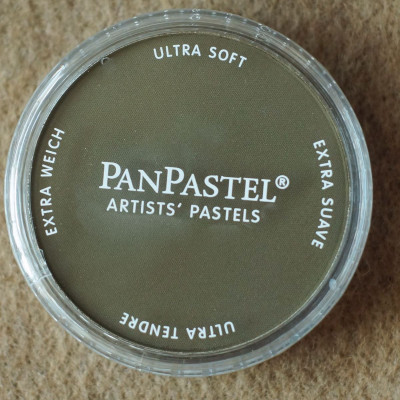 ULTRA SOFT
EXTRA WEICH
PANPASTEL®
ARTISTS' PASTELS
EXTRA SUAVE
ULTRA TENDRE